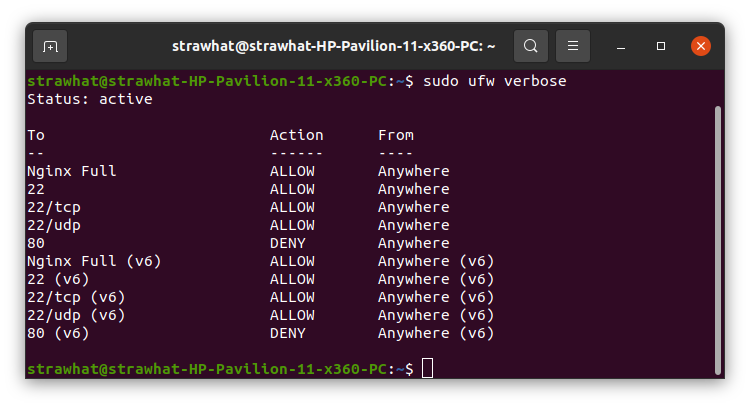 strawhat@strawhat-HP-Pavilion-11-x360-PC: ~
strawhat@strawhat-HP-Pavilion-11-x360-PC:~$ sudo ufw verbose
Status: active
To                         Action      From
--                         ------      ----
Nginx Full                 ALLOW       Anywhere
22                         ALLOW       Anywhere
22/tcp                     ALLOW       Anywhere
22/udp                     ALLOW       Anywhere
80                         DENY        Anywhere
Nginx Full (v6)            ALLOW       Anywhere (v6)
22 (v6)                    ALLOW       Anywhere (v6)
22/tcp (v6)                ALLOW       Anywhere (v6)
22/udp (v6)                ALLOW       Anywhere (v6)
80 (v6)                    DENY        Anywhere (v6)
strawhat@strawhat-HP-Pavilion-11-x360-PC:~$